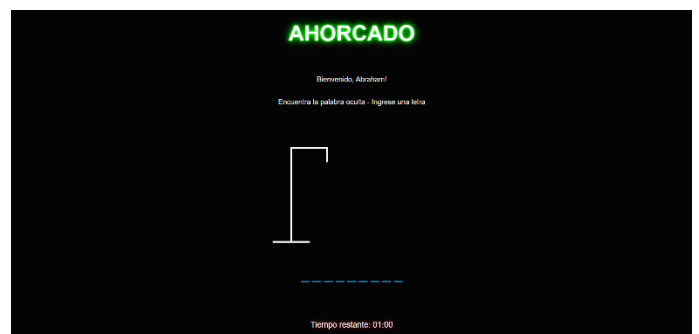 AHORCADO
Bienvenido, Abraham!
Encuentra la palabra oculta - Ingrese una letra
_ _ _ _ _ _ _ _ _
Tiempo restante: 01:00